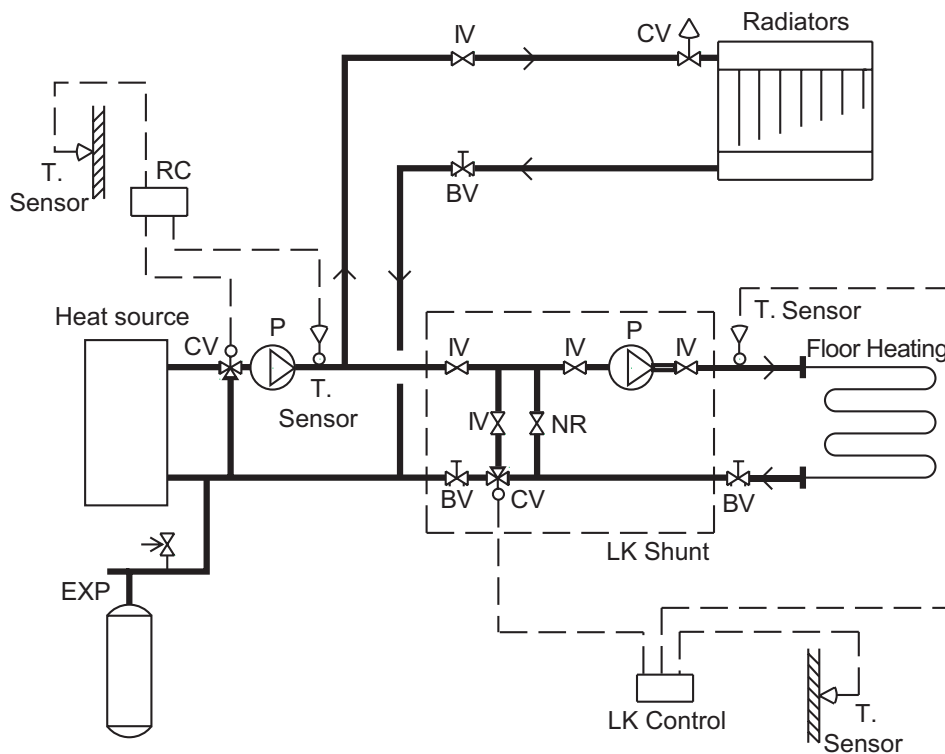 IV
CV
Radiators
T.
Sensor
RC
BV
Heat source
CV
P
T.
Sensor
IV
IV
P
IV
T. Sensor
Floor Heating
IV
NR
BV
CV
BV
LK Shunt
EXP
LK Control
T.
Sensor